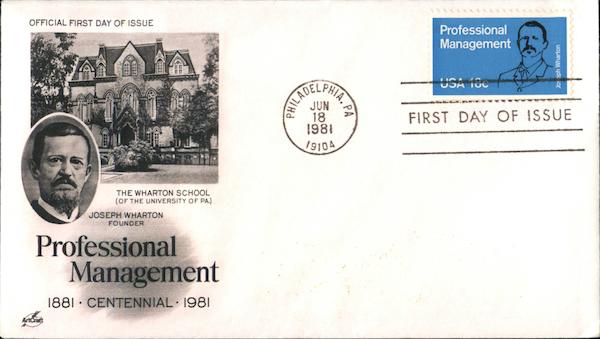 OFFICIAL FIRST DAY OF ISSUE
THE WHARTON SCHOOL
(OF THE UNIVERSITY OF PA.)
JOSEPH WHARTON
FOUNDER
Professional
Management
1881 · CENTENNIAL · 1981
ArtCraft
PHILADELPHIA, PA
JUN
18
1981
19104
Professional
Management
USA 18c
Joseph Wharton
FIRST DAY OF ISSUE